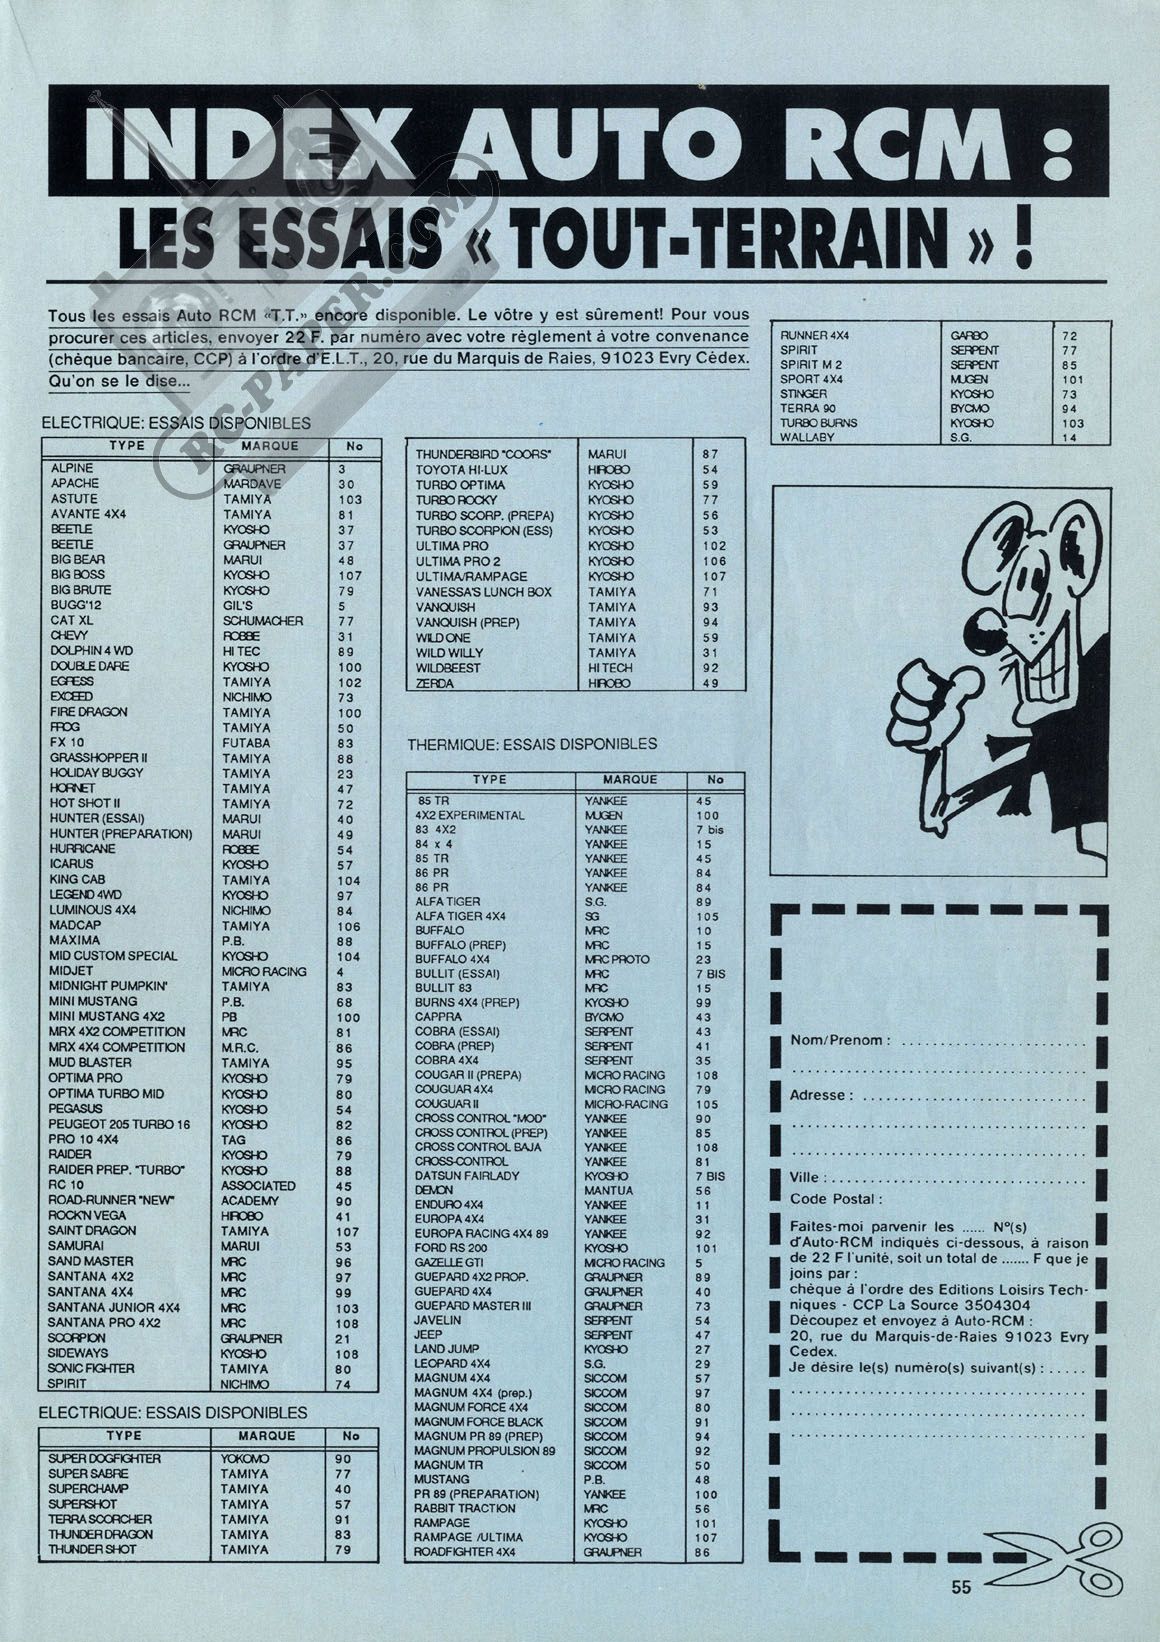 INDEX AUTO RCM :
LES ESSAIS « TOUT-TERRAIN » !
Tous les essais Auto RCM «T.T.» encore disponible. Le vôtre y est sûrement! Pour vous
procurer ces articles, envoyer 22 F. par numéro avec votre règlement à votre convenance
(chèque bancaire, CCP) à l'ordre d'E.L.T., 20, rue du Marquis de Raies, 91023 Evry Cédex.
Qu'on se le dise...
RC-PAPER.COM
ELECTRIQUE: ESSAIS DISPONIBLES
TYPE MARQUE No
ALPINE GRAUPNER 3
APACHE MARDAVE 30
ASTUTE TAMIYA 103
AVANTE 4X4 TAMIYA 81
BEETLE KYOSHO 37
BEETLE GRAUPNER 37
BIG BEAR MARUI 48
BIG BOSS KYOSHO 107
BIG BRUTE KYOSHO 79
BUGG'12 GIL'S 5
CAT XL SCHUMACHER 77
CHEVY ROBBE 31
DOLPHIN 4 WD HI TEC 89
DOUBLE DARE KYOSHO 100
EGRESS TAMIYA 102
EXCEED NICHIMO 73
FIRE DRAGON TAMIYA 100
FROG TAMIYA 50
FX 10 FUTABA 83
GRASSHOPPER II TAMIYA 88
HOLIDAY BUGGY TAMIYA 23
HORNET TAMIYA 47
HOT SHOT II TAMIYA 72
HUNTER (ESSAI) MARUI 40
HUNTER (PREPARATION) MARUI 49
HURRICANE ROBBE 54
ICARUS KYOSHO 57
KING CAB TAMIYA 104
LEGEND 4WD KYOSHO 97
LUMINOUS 4X4 NICHIMO 84
MADCAP TAMIYA 106
MAXIMA P.B. 88
MID CUSTOM SPECIAL KYOSHO 104
MIDJET MICRO RACING 4
MIDNIGHT PUMPKIN' TAMIYA 83
MINI MUSTANG P.B. 68
MINI MUSTANG 4X2 PB 100
MRX 4X2 COMPETITION MRC 81
MRX 4X4 COMPETITION M.R.C. 86
MUD BLASTER TAMIYA 95
OPTIMA PRO KYOSHO 79
OPTIMA TURBO MID KYOSHO 80
PEGASUS KYOSHO 54
PEUGEOT 205 TURBO 16 KYOSHO 82
PRO 10 4X4 TAG 86
RAIDER KYOSHO 79
RAIDER PREP. "TURBO" KYOSHO 88
RC 10 ASSOCIATED 45
ROAD-RUNNER "NEW" ACADEMY 90
ROCK'N VEGA HIROBO 41
SAINT DRAGON TAMIYA 107
SAMURAI MARUI 53
SAND MASTER MRC 96
SANTANA 4X2 MRC 97
SANTANA 4X4 MRC 99
SANTANA JUNIOR 4X4 MRC 103
SANTANA PRO 4X2 MRC 108
SCORPION GRAUPNER 21
SIDEWAYS KYOSHO 108
SONIC FIGHTER TAMIYA 80
SPIRIT NICHIMO 74
ELECTRIQUE: ESSAIS DISPONIBLES
TYPE MARQUE No
SUPER DOGFIGHTER YOKOMO 90
SUPER SABRE TAMIYA 77
SUPERCHAMP TAMIYA 40
SUPERSHOT TAMIYA 57
TERRA SCORCHER TAMIYA 91
THUNDER DRAGON TAMIYA 83
THUNDER SHOT TAMIYA 79
THUNDERBIRD "COORS" MARUI 87
TOYOTA HI-LUX HIROBO 54
TURBO OPTIMA KYOSHO 59
TURBO ROCKY KYOSHO 77
TURBO SCORP. (PREPA) KYOSHO 56
TURBO SCORPION (ESS) KYOSHO 53
ULTIMA PRO KYOSHO 102
ULTIMA PRO 2 KYOSHO 106
ULTIMA/RAMPAGE KYOSHO 107
VANESSA'S LUNCH BOX TAMIYA 71
VANQUISH TAMIYA 93
VANQUISH (PREP) TAMIYA 94
WILD ONE TAMIYA 59
WILD WILLY TAMIYA 31
WILDBEEST HI TECH 92
ZERDA HIROBO 49
THERMIQUE: ESSAIS DISPONIBLES
TYPE MARQUE No
85 TR YANKEE 45
4X2 EXPERIMENTAL MUGEN 100
83 4X2 YANKEE 7 bis
84 x 4 YANKEE 15
85 TR YANKEE 45
86 PR YANKEE 84
86 PR YANKEE 84
ALFA TIGER S.G. 89
ALFA TIGER 4X4 SG 105
BUFFALO MRC 10
BUFFALO (PREP) MRC 15
BUFFALO 4X4 MRC PROTO 23
BULLIT (ESSAI) MRC 7 BIS
BULLIT 83 MRC 15
BURNS 4X4 (PREP) KYOSHO 99
CAPPRA BYCMO 43
COBRA (ESSAI) SERPENT 43
COBRA (PREP) SERPENT 41
COBRA 4X4 SERPENT 35
COUGAR II (PREPA) MICRO RACING 108
COUGUAR 4X4 MICRO RACING 79
COUGUAR II MICRO-RACING 105
CROSS CONTROL "MOD" YANKEE 90
CROSS CONTROL (PREP) YANKEE 85
CROSS CONTROL BAJA YANKEE 108
CROSS-CONTROL YANKEE 81
DATSUN FAIRLADY KYOSHO 7 BIS
DEMON MANTUA 56
ENDURO 4X4 YANKEE 11
EUROPA 4X4 YANKEE 31
EUROPA RACING 4X4 89 YANKEE 92
FORD RS 200 KYOSHO 101
GAZELLE GTI MICRO RACING 5
GUEPARD 4X2 PROP. GRAUPNER 89
GUEPARD 4X4 GRAUPNER 40
GUEPARD MASTER III GRAUPNER 73
JAVELIN SERPENT 54
JEEP SERPENT 47
LAND JUMP KYOSHO 27
LEOPARD 4X4 S.G. 29
MAGNUM 4X4 SICCOM 57
MAGNUM 4X4 (prep.) SICCOM 97
MAGNUM FORCE 4X4 SICCOM 80
MAGNUM FORCE BLACK SICCOM 91
MAGNUM PR 89 (PREP) SICCOM 94
MAGNUM PROPULSION 89 SICCOM 92
MAGNUM TR SICCOM 50
MUSTANG P.B. 48
PR 89 (PREPARATION) YANKEE 100
RABBIT TRACTION MRC 56
RAMPAGE KYOSHO 101
RAMPAGE /ULTIMA KYOSHO 107
ROADFIGHTER 4X4 GRAUPNER 86
RUNNER 4X4 GARBO 72
SPIRIT SERPENT 77
SPIRIT M 2 SERPENT 85
SPORT 4X4 MUGEN 101
STINGER KYOSHO 73
TERRA 90 BYCMO 94
TURBO BURNS KYOSHO 103
WALLABY S.G. 14
Nom/Prenom : ..............................
Adresse : ..............................
Ville : ..............................
Code Postal :
Faites-moi parvenir les ...... Nº(s)
d'Auto-RCM indiqués ci-dessous, à raison
de 22 F l'unité, soit un total de ....... F que je
joins par :
chèque à l'ordre des Editions Loisirs Tech-
niques - CCP La Source 3504304
Découpez et envoyez à Auto-RCM :
20, rue du Marquis-de-Raies 91023 Evry
Cedex.
Je désire le(s) numéro(s) suivant(s) : .....
55